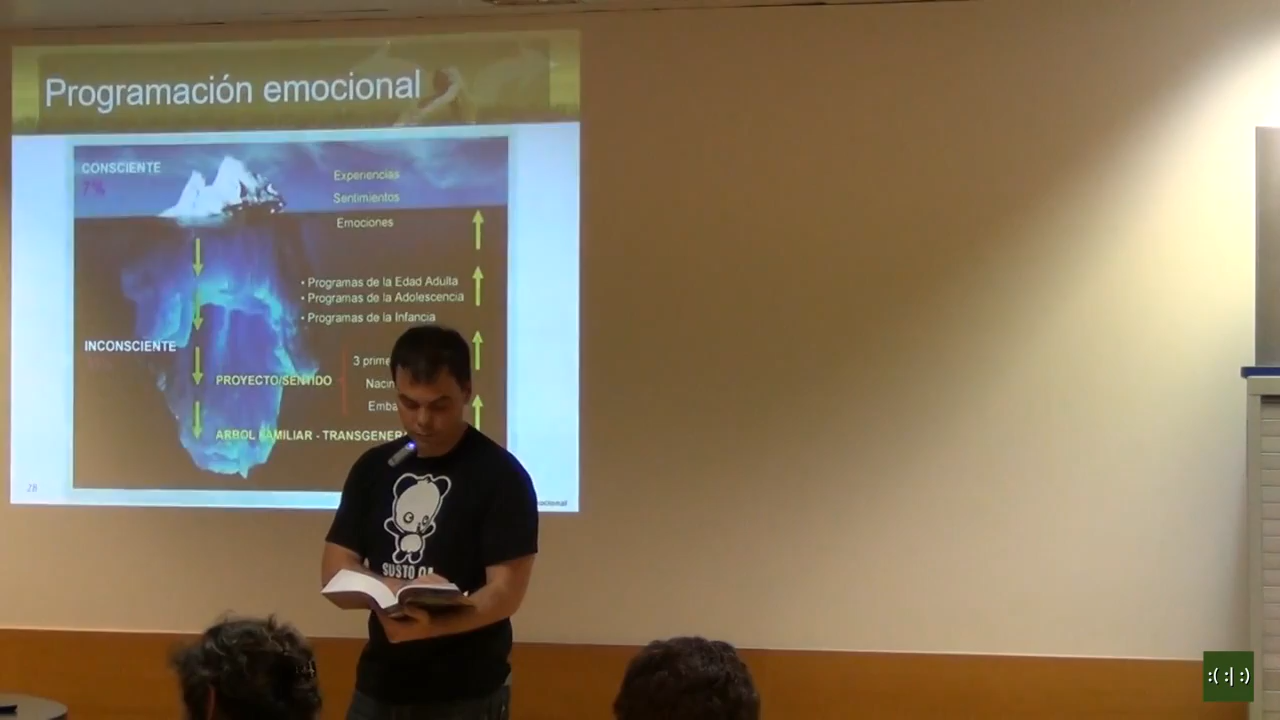 Programación emocional
CONSCIENTE
7%
Experiencias
Sentimientos
Emociones
• Programas de la Edad Adulta
• Programas de la Adolescencia
• Programas de la Infancia
INCONSCIENTE
3 prime
PROYECTO/SENTIDO
Nacim
Emba
ARBOL FAMILIAR - TRANSGENERA
28
SUSTO
:( :| :)